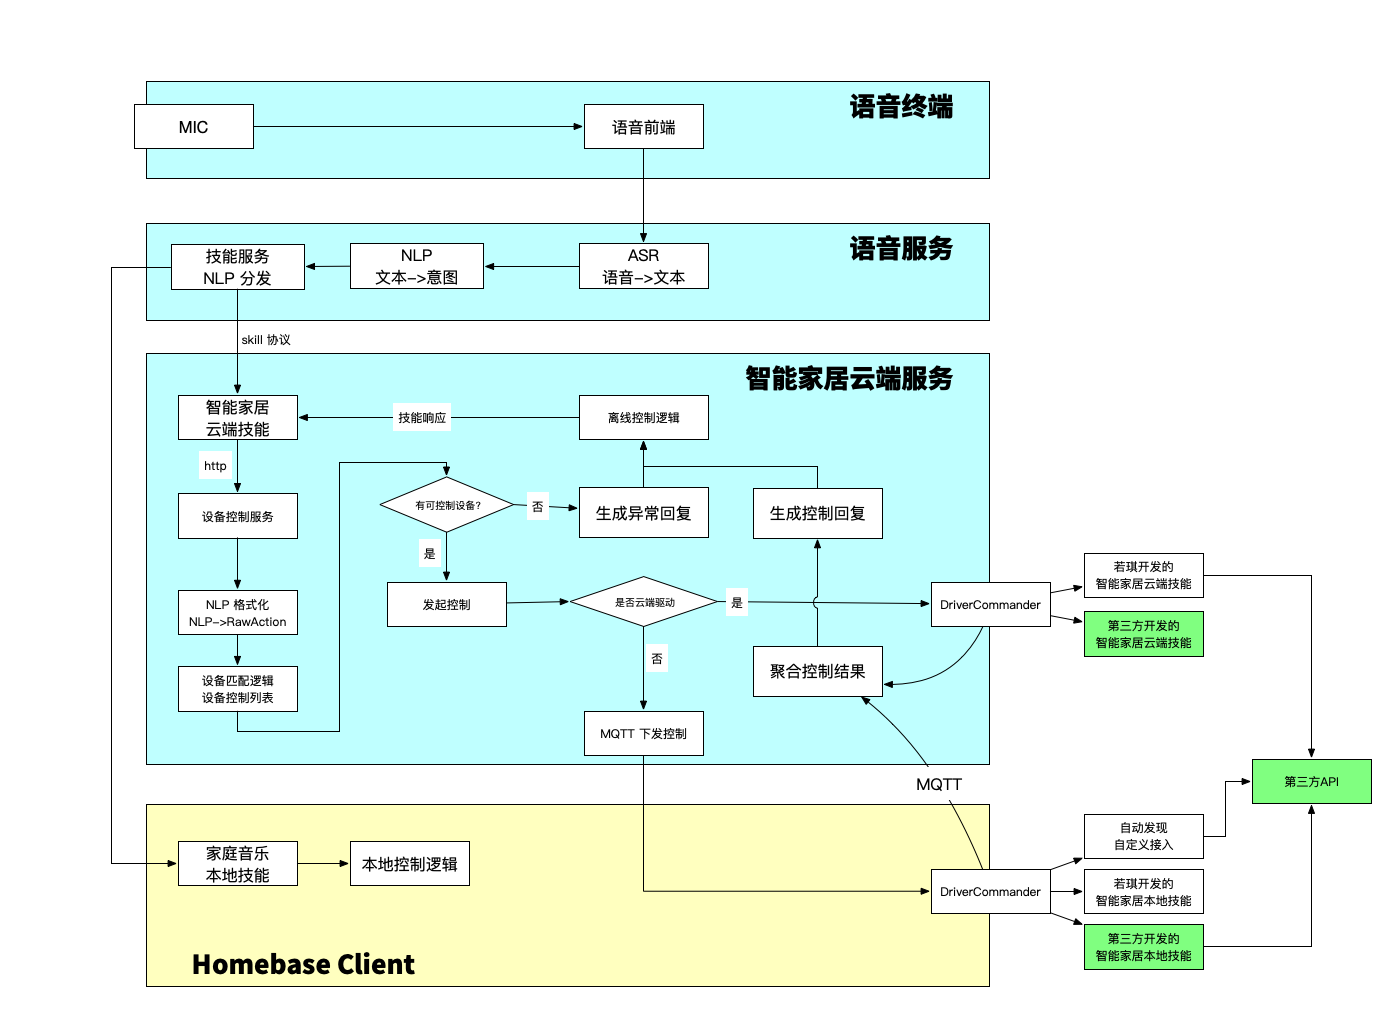 语音终端
MIC
语音前端
语音服务
技能服务
NLP 分发
NLP
文本->意图
ASR
语音->文本
skill 协议
智能家居云端服务
智能家居
云端技能
技能响应
离线控制逻辑
http
设备控制服务
有可控制设备?
否
生成异常回复
生成控制回复
是
NLP 格式化
NLP->RawAction
发起控制
是否云端驱动
是
DriverCommander
若琪开发的
智能家居云端技能
第三方开发的
智能家居云端技能
否
聚合控制结果
设备匹配逻辑
设备控制列表
MQTT 下发控制
MQTT
第三方API
家庭音乐
本地技能
本地控制逻辑
DriverCommander
自动发现
自定义接入
若琪开发的
智能家居本地技能
第三方开发的
智能家居本地技能
Homebase Client